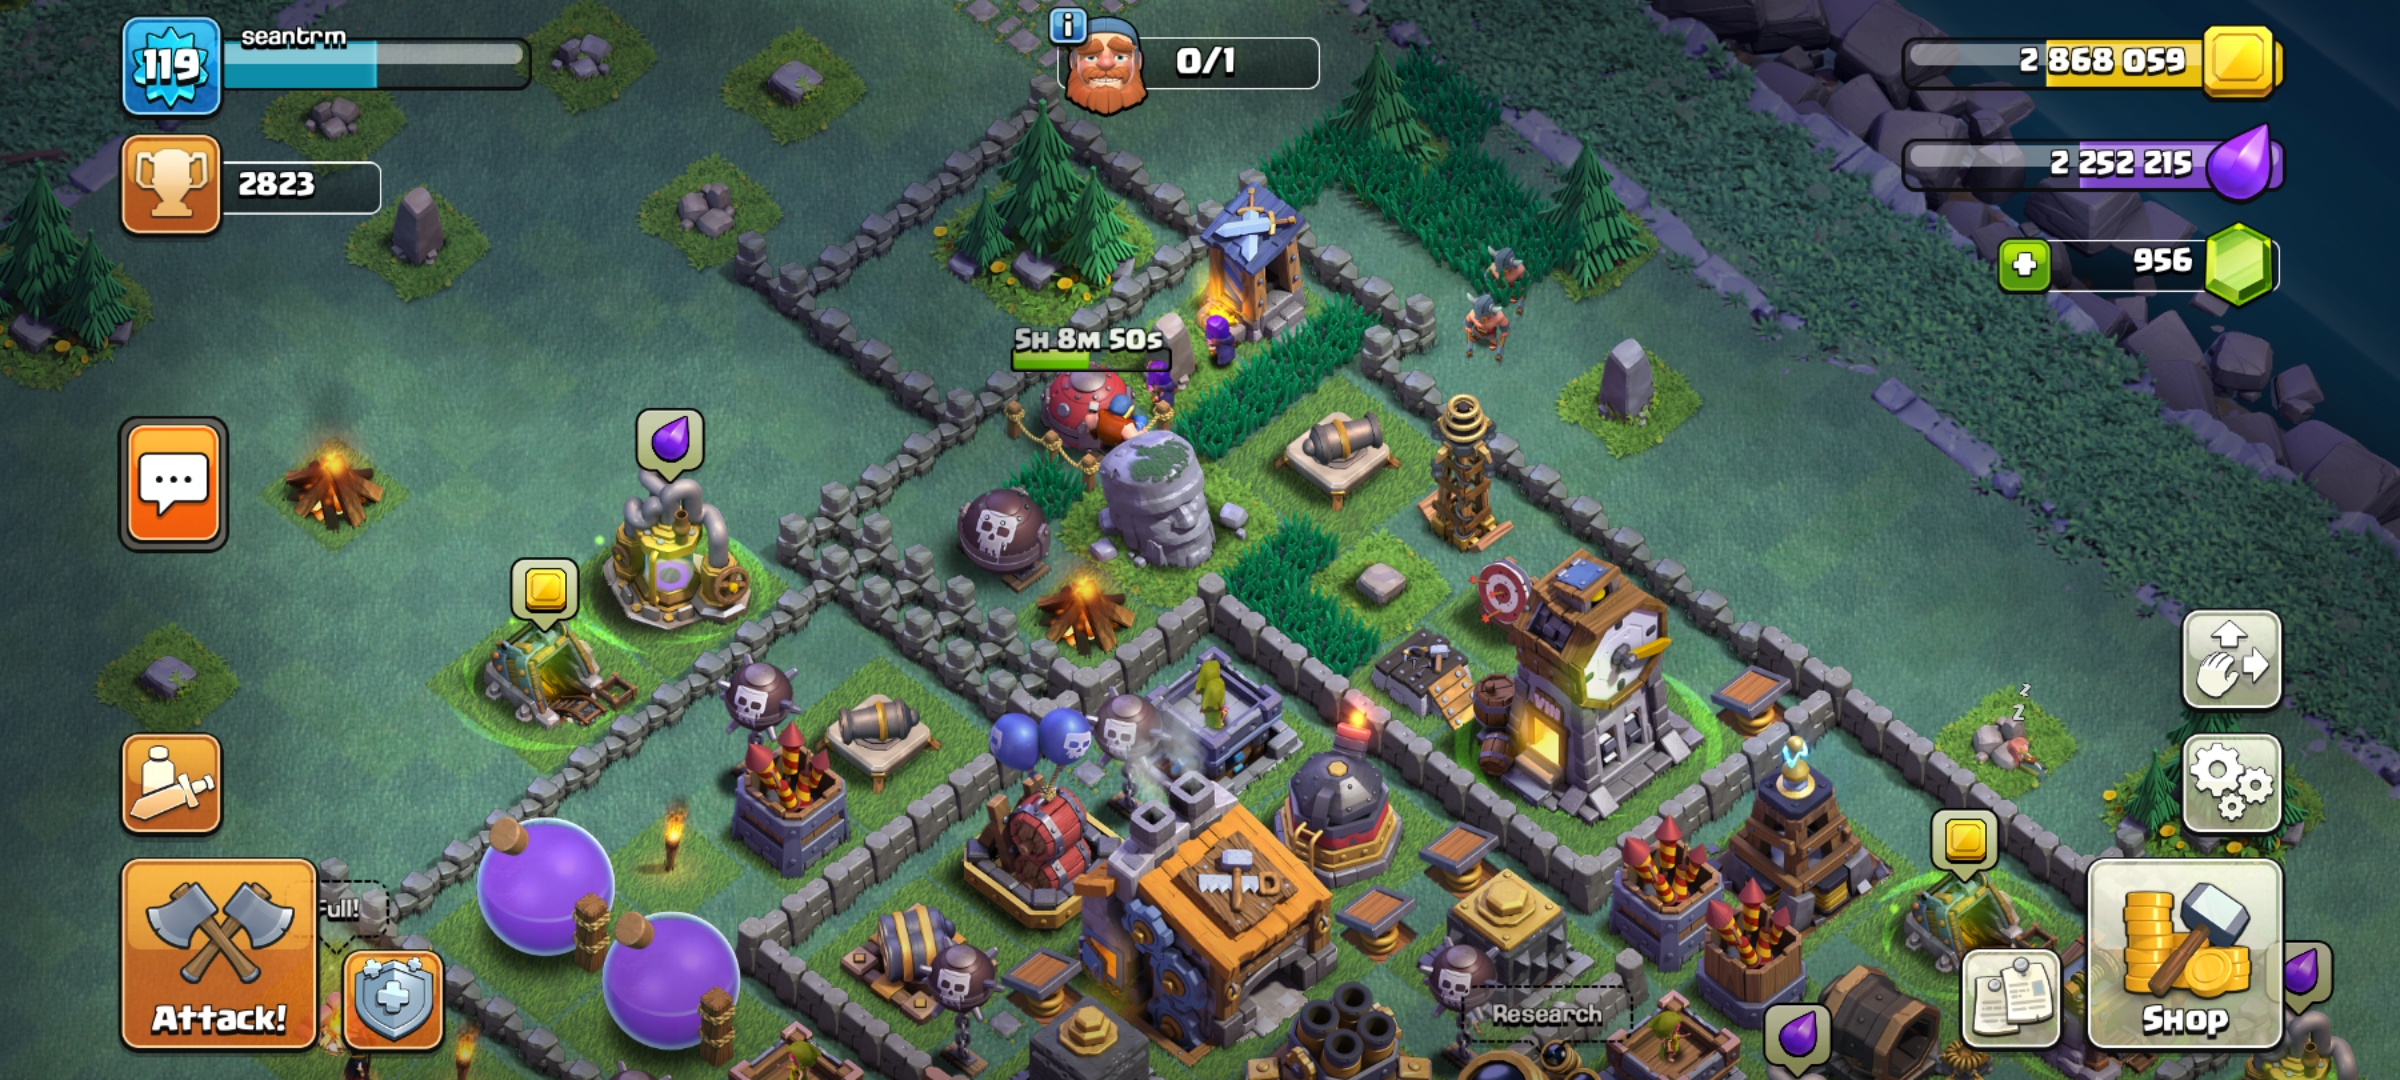 119
seantrm
i
0/1
2 868 059
2823
2 252 215
956
5H 8M 50S
VIII
z
z
Full!
Attack!
Research
Shop